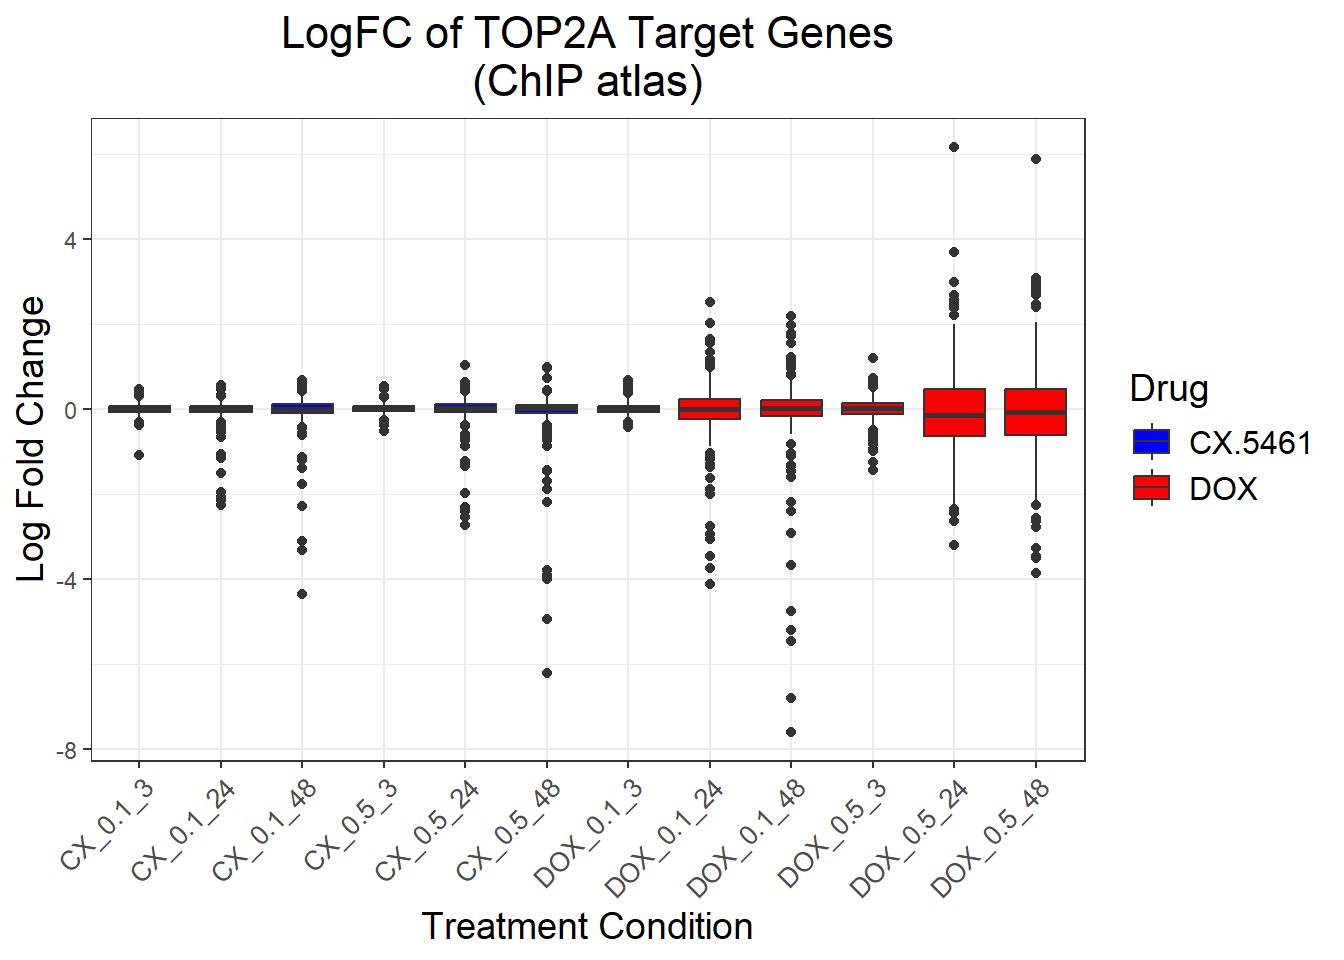 LogFC of TOP2A Target Genes
(ChIP atlas)
Log Fold Change
4
0
-4
-8
CX_0.1_3
CX_0.1_24
CX_0.1_48
CX_0.5_3
CX_0.5_24
CX_0.5_48
DOX_0.1_3
DOX_0.1_24
DOX_0.1_48
DOX_0.5_3
DOX_0.5_24
DOX_0.5_48
Treatment Condition
Drug
CX.5461
DOX